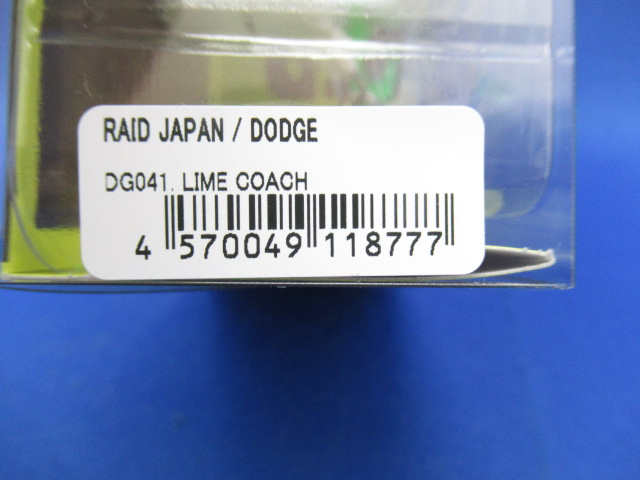 RAID JAPAN / DODGE
DG041. LIME COACH
4 570049 118777